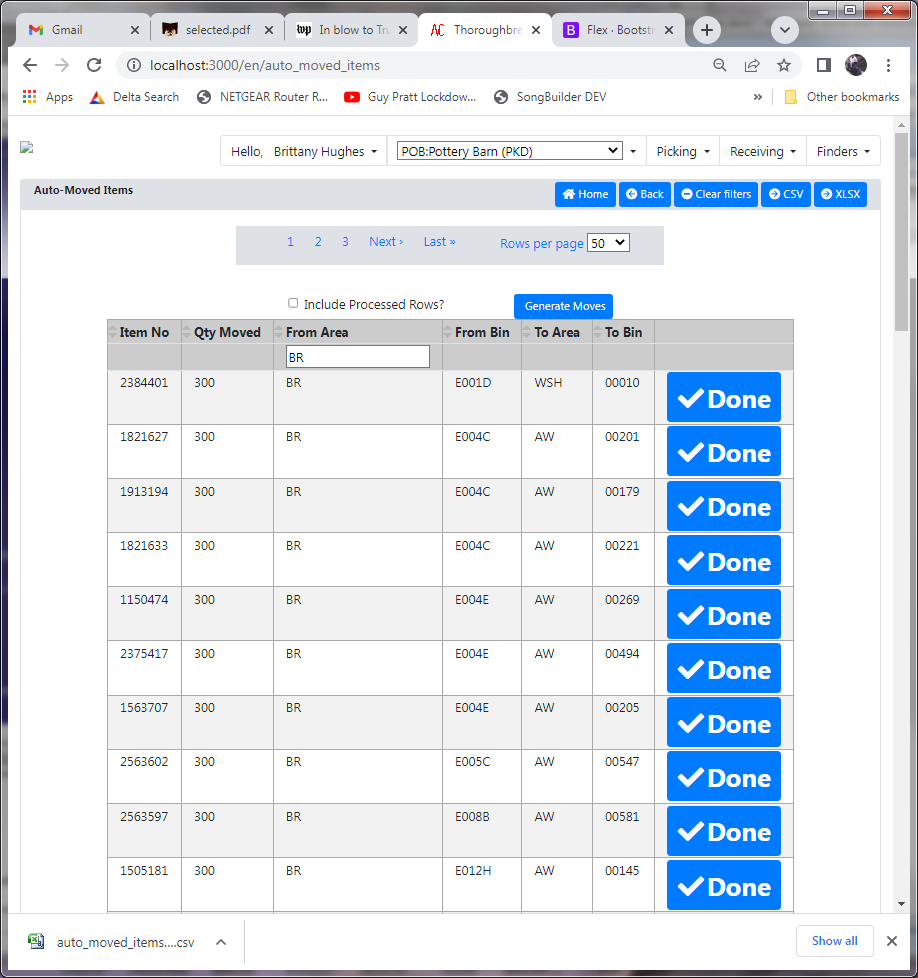 Gmail selected.pdf In blow to Tru Thoroughbre Flex · Bootstr
localhost:3000/en/auto_moved_items
Apps Delta Search NETGEAR Router R... Guy Pratt Lockdow... SongBuilder DEV » Other bookmarks
Hello, Brittany Hughes POB:Pottery Barn (PKD) Picking Receiving Finders
Auto-Moved Items Home Back Clear filters CSV XLSX
1 2 3 Next › Last » Rows per page 50
Include Processed Rows? Generate Moves
Item No Qty Moved From Area From Bin To Area To Bin
BR
2384401 300 BR E001D WSH 00010 Done
1821627 300 BR E004C AW 00201 Done
1913194 300 BR E004C AW 00179 Done
1821633 300 BR E004C AW 00221 Done
1150474 300 BR E004E AW 00269 Done
2375417 300 BR E004E AW 00494 Done
1563707 300 BR E004E AW 00205 Done
2563602 300 BR E005C AW 00547 Done
2563597 300 BR E008B AW 00581 Done
1505181 300 BR E012H AW 00145 Done
auto_moved_items....csv Show all